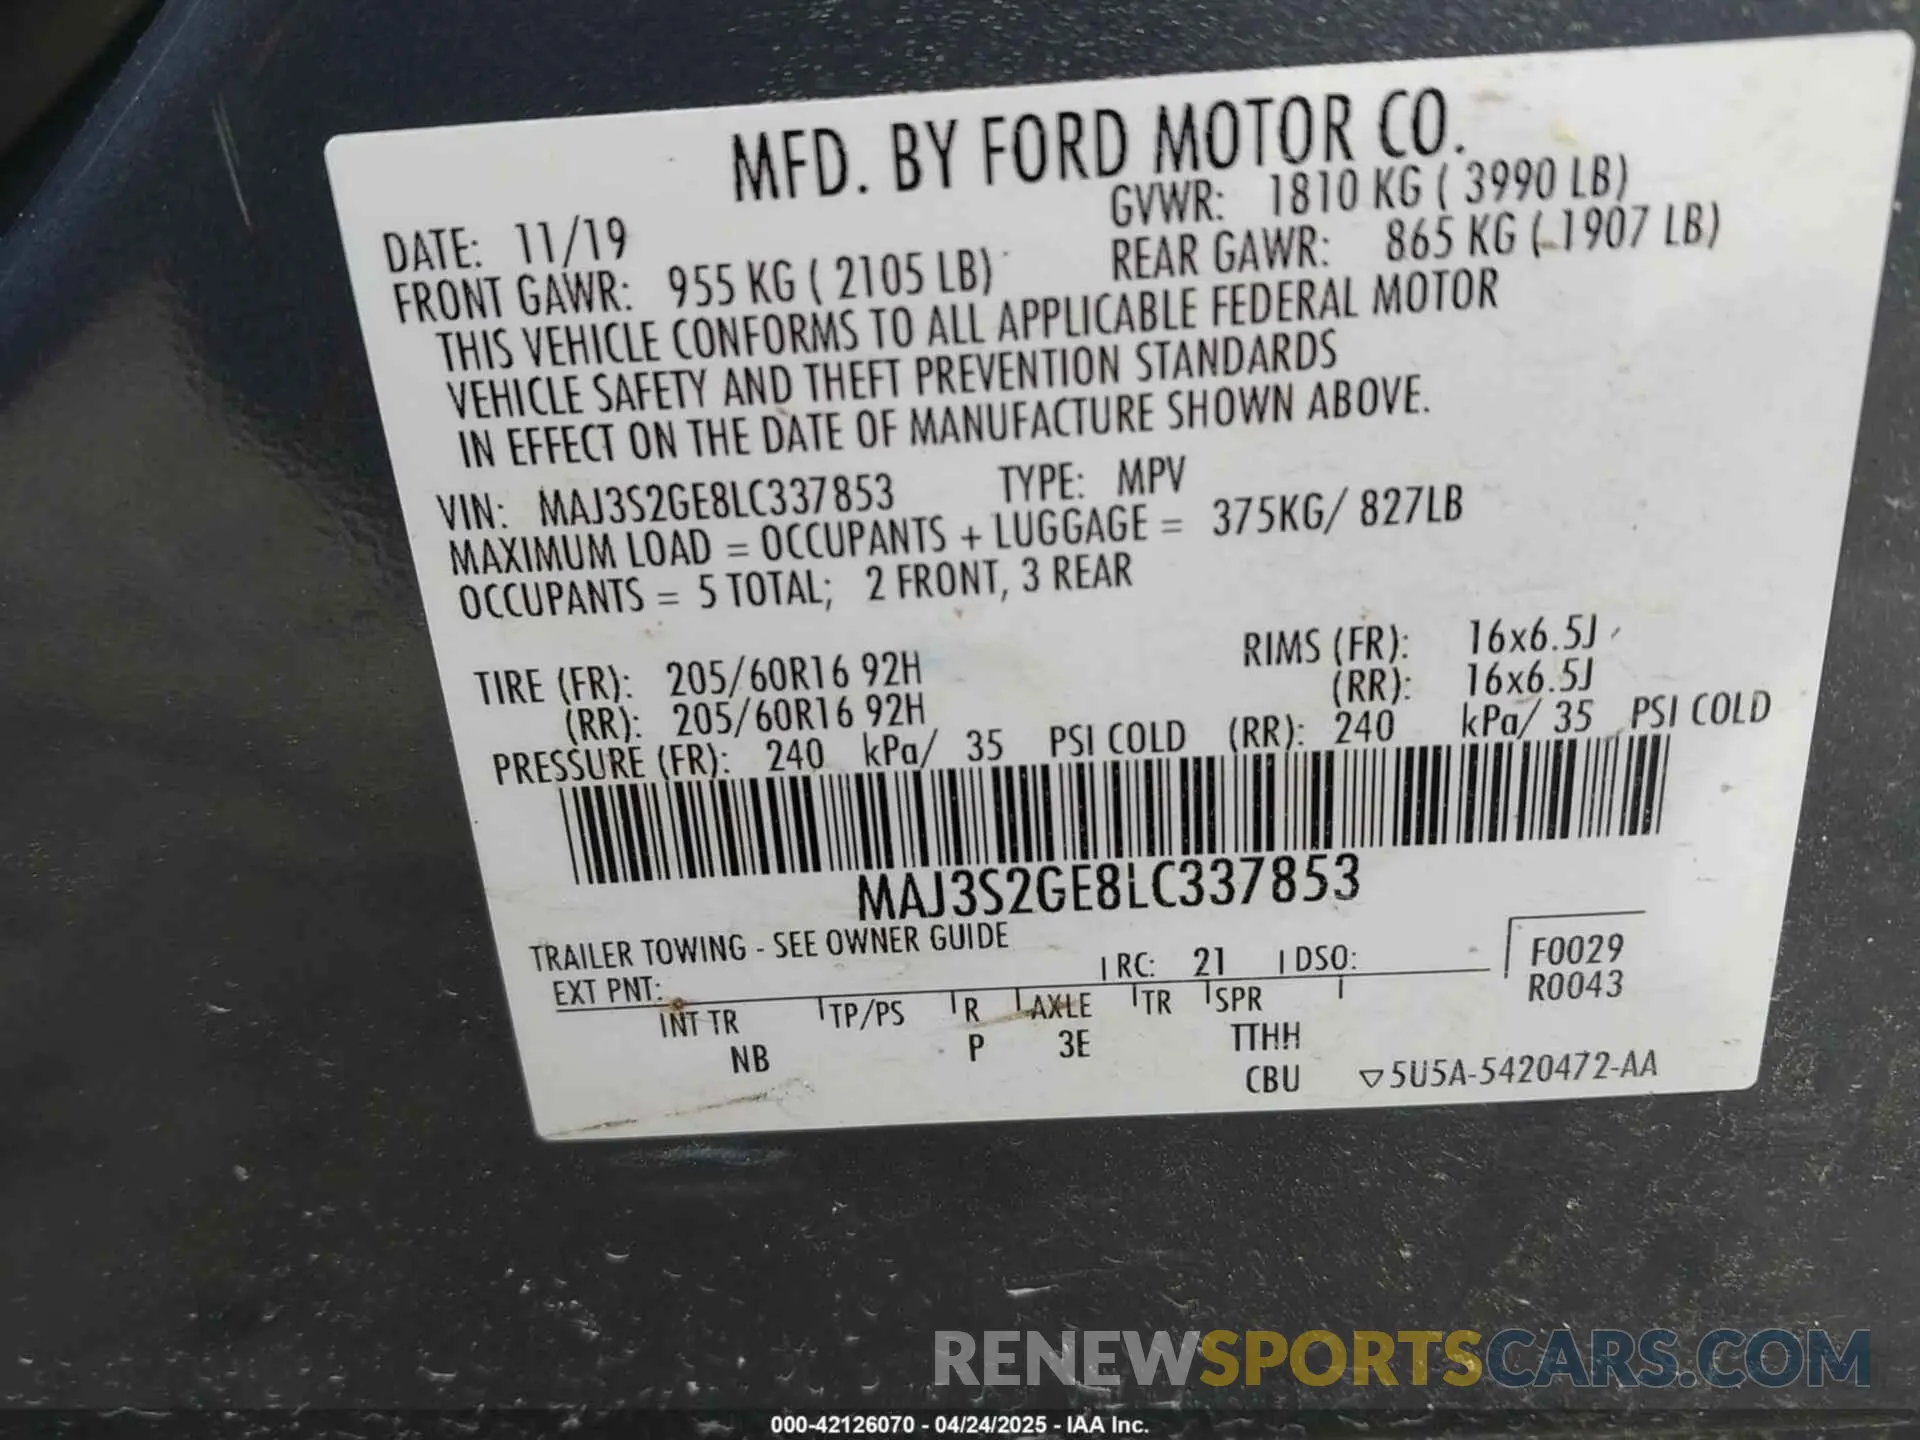 MFD. BY FORD MOTOR CO.
DATE: 11/19 GVWR: 1810 KG ( 3990 LB)
FRONT GAWR: 955 KG ( 2105 LB) REAR GAWR: 865 KG ( 1907 LB)
THIS VEHICLE CONFORMS TO ALL APPLICABLE FEDERAL MOTOR
VEHICLE SAFETY AND THEFT PREVENTION STANDARDS
IN EFFECT ON THE DATE OF MANUFACTURE SHOWN ABOVE.
VIN: MAJ3S2GE8LC337853 TYPE: MPV
MAXIMUM LOAD = OCCUPANTS + LUGGAGE = 375KG/ 827LB
OCCUPANTS = 5 TOTAL; 2 FRONT, 3 REAR
TIRE (FR): 205/60R16 92H RIMS (FR): 16x6.5J
(RR): 205/60R16 92H (RR): 16x6.5J
PRESSURE (FR): 240 kPa/ 35 PSI COLD (RR): 240 kPa/ 35 PSI COLD
MAJ3S2GE8LC337853
TRAILER TOWING - SEE OWNER GUIDE
EXT PNT: RC: 21 DSO: F0029
R0043
INT TR TP/PS R AXLE TR SPR
NB P 3E TTHH
CBU ▽5U5A-5420472-AA
RENEWSPORTSCARS.COM
000-42126070 - 04/24/2025 - IAA Inc.